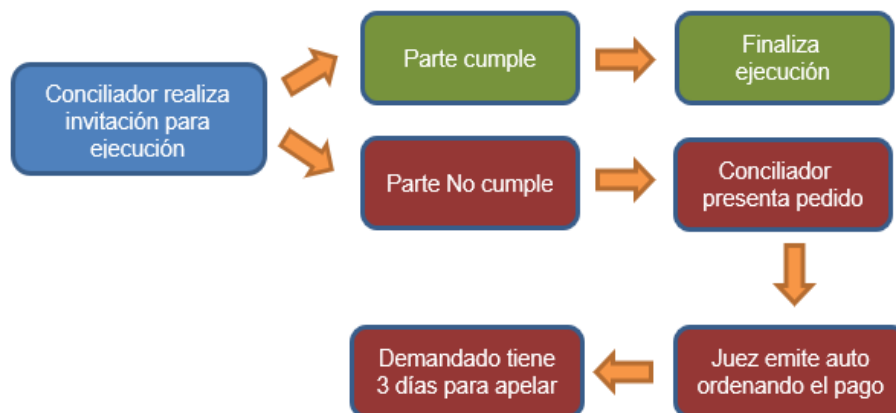 Conciliador realiza
invitación para
ejecución
Parte cumple
Finaliza
ejecución
Parte No cumple
Conciliador
presenta pedido
Juez emite auto
ordenando el pago
Demandado tiene
3 días para apelar